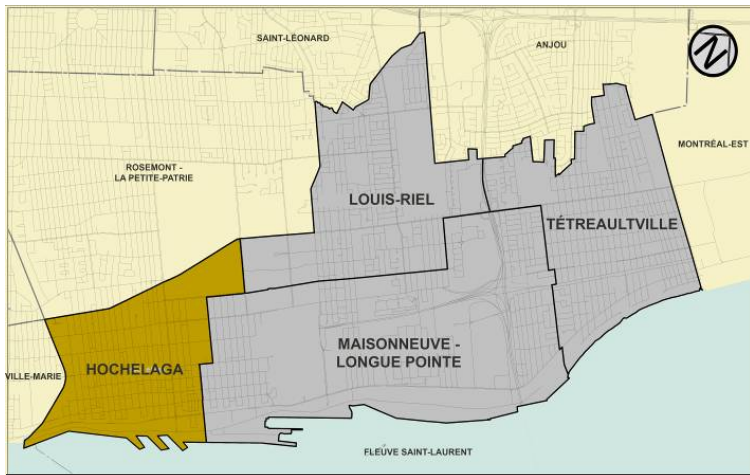 SAINT-LÉONARD
ANJOU
N
MONTRÉAL-EST
ROSEMONT -
LA PETITE-PATRIE
LOUIS-RIEL
TÉTREAULTVILLE
MAISONNEUVE -
LONGUE POINTE
HOCHELAGA
VILLE-MARIE
FLEUVE SAINT-LAURENT